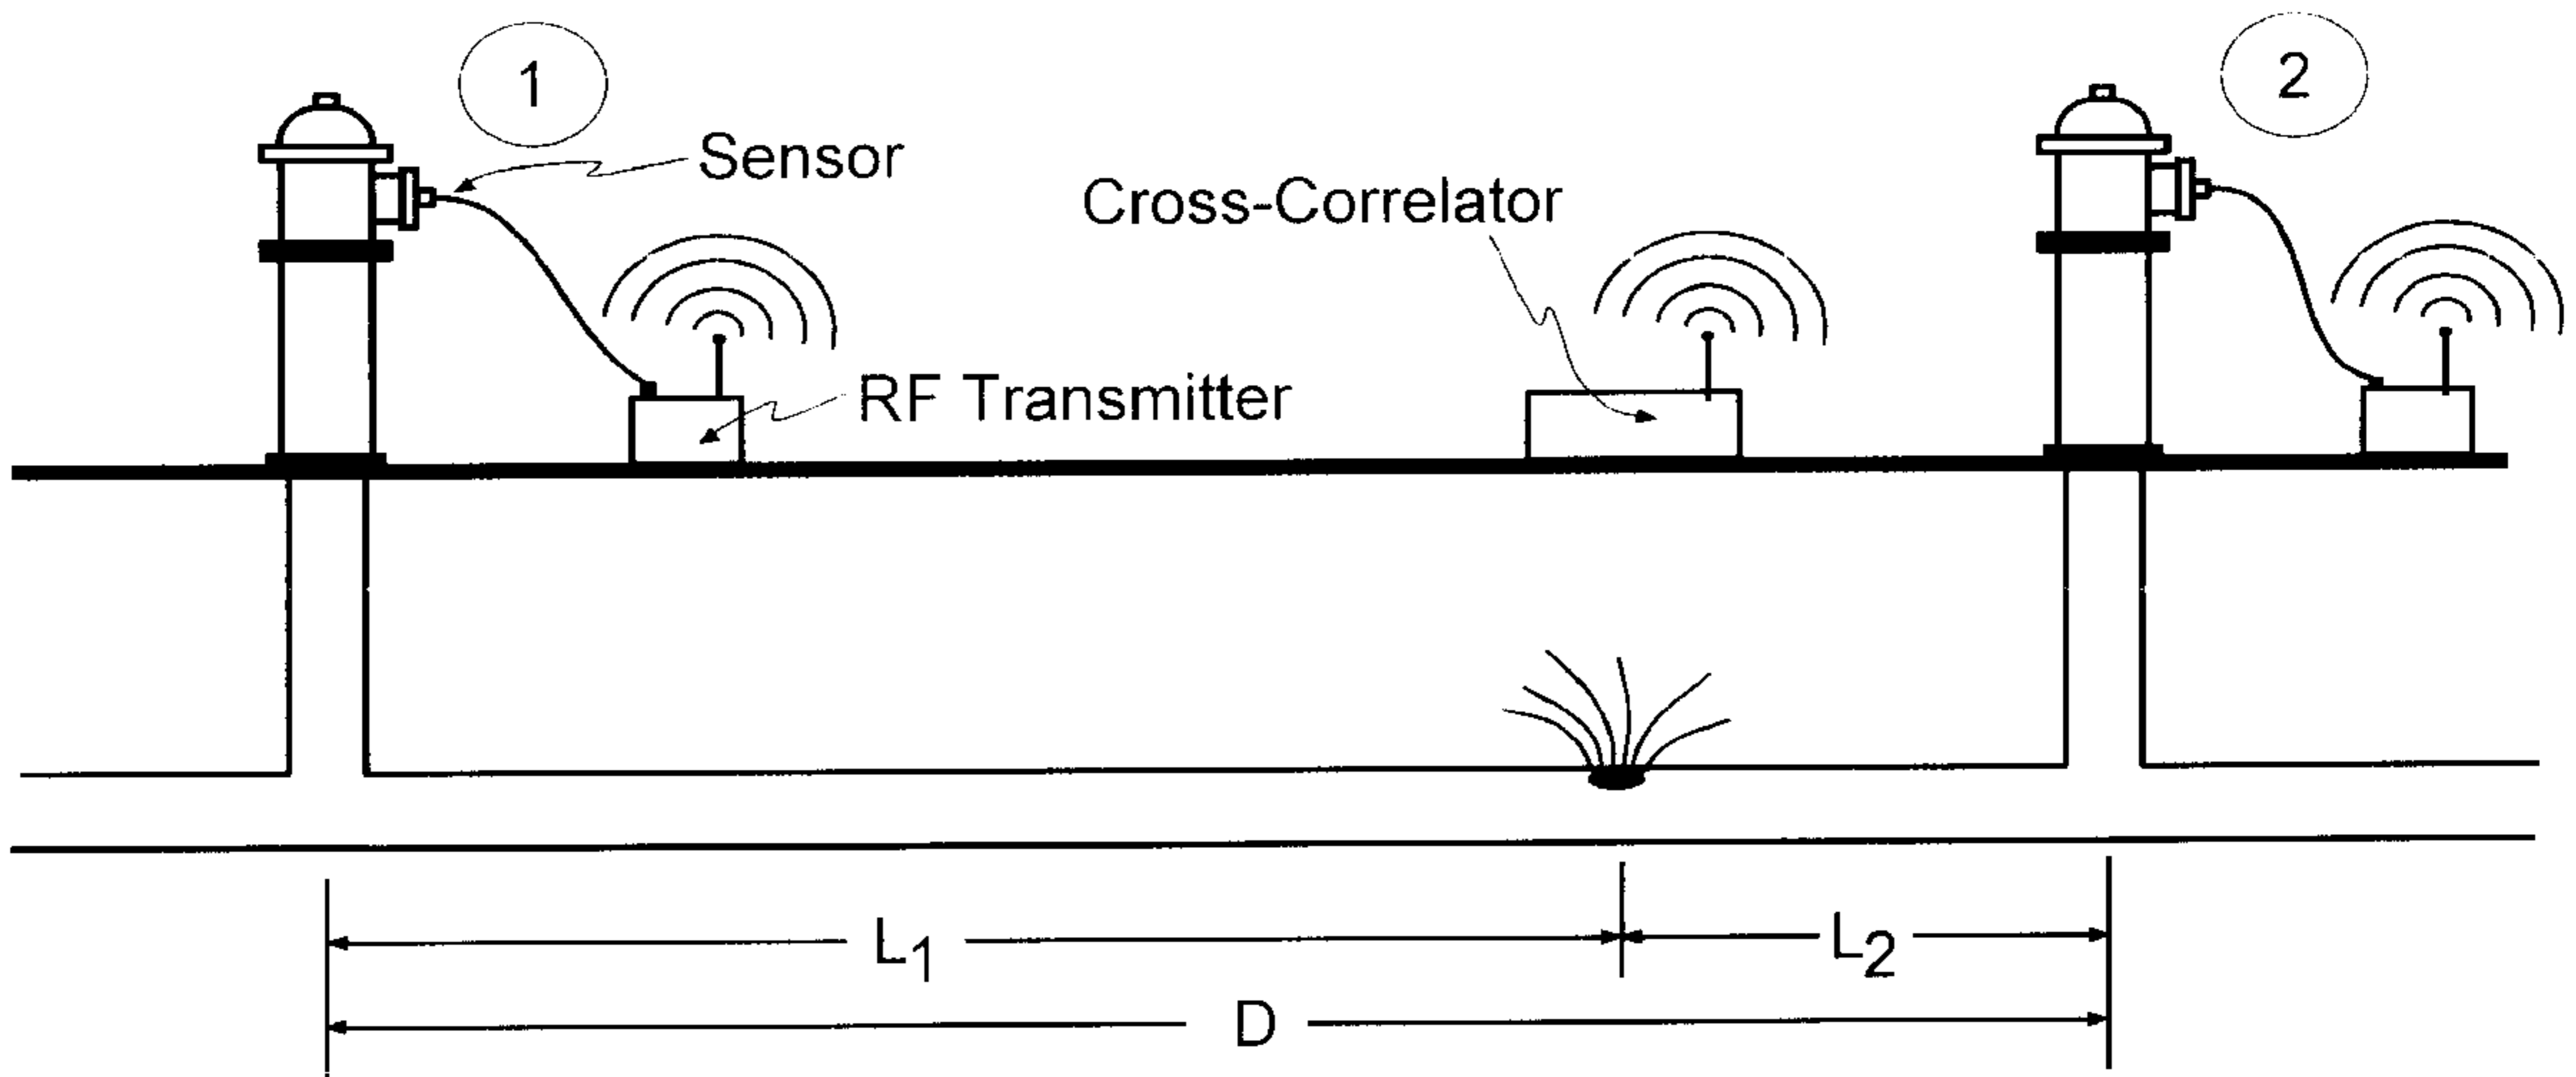 1
2
Sensor
Cross-Correlator
RF Transmitter
L1
L2
D